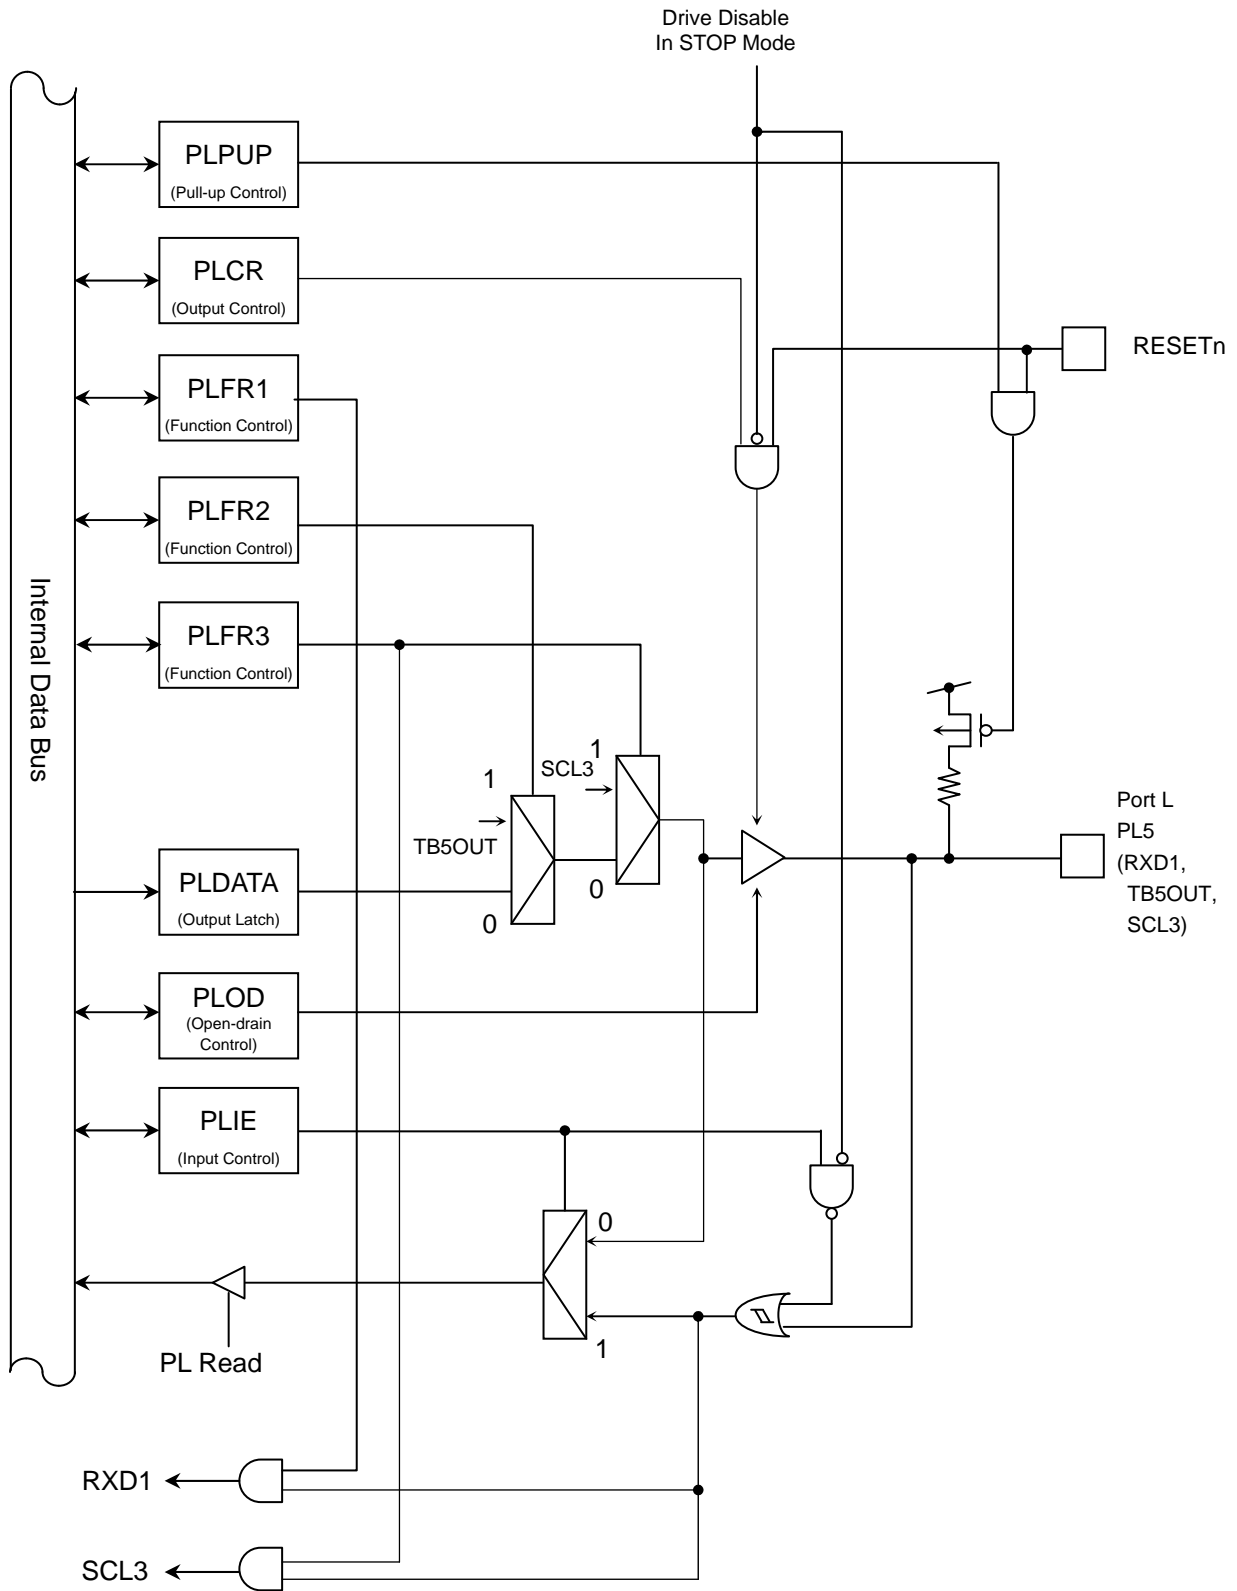 Drive Disable
In STOP Mode
PLPUP
(Pull-up Control)
PLCR
(Output Control)
RESETn
PLFR1
(Function Control)
PLFR2
(Function Control)
Internal Data Bus
PLFR3
(Function Control)
1
SCL3
1
TB5OUT
0
0
Port L
PL5
(RXD1,
TB5OUT,
SCL3)
PLDATA
(Output Latch)
PLOD
(Open-drain
Control)
PLIE
(Input Control)
0
1
PL Read
RXD1
SCL3